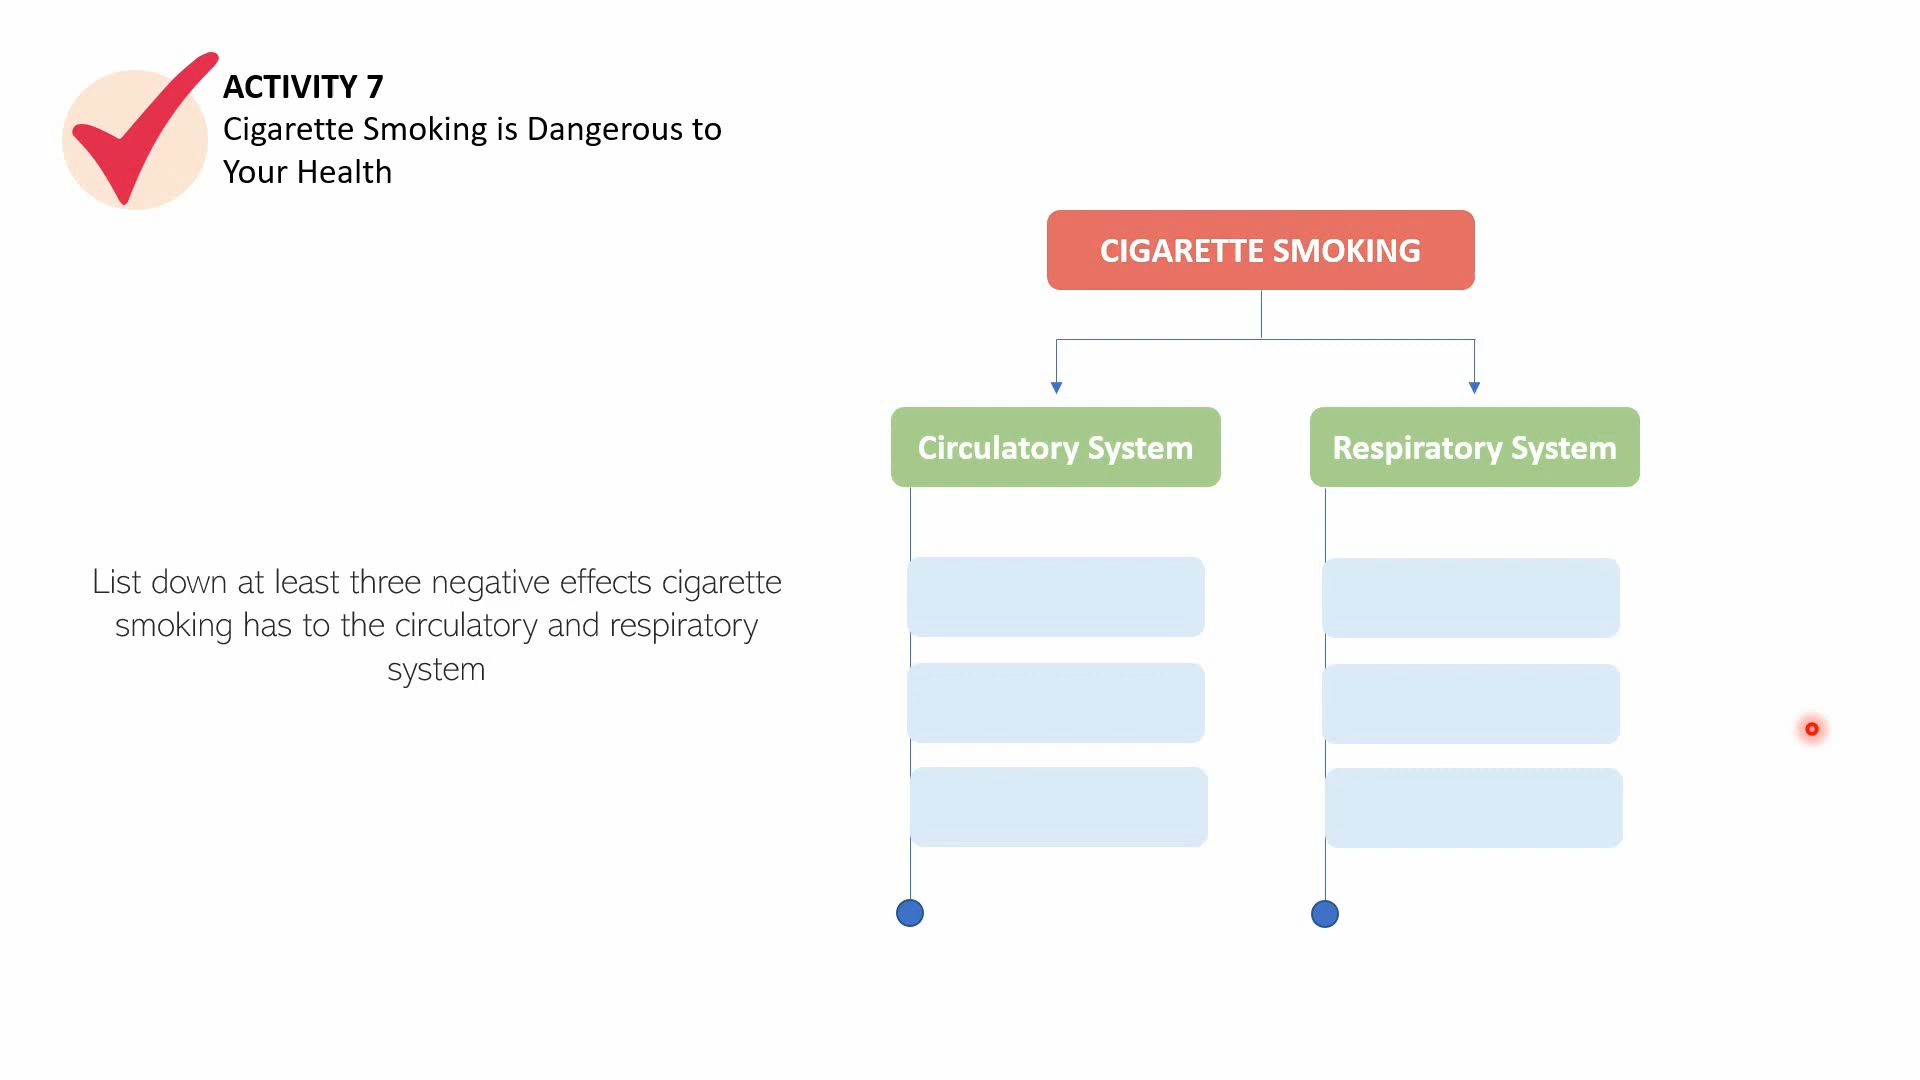 ACTIVITY 7
Cigarette Smoking is Dangerous to
Your Health
CIGARETTE SMOKING
Circulatory System
Respiratory System
List down at least three negative effects cigarette
smoking has to the circulatory and respiratory
system